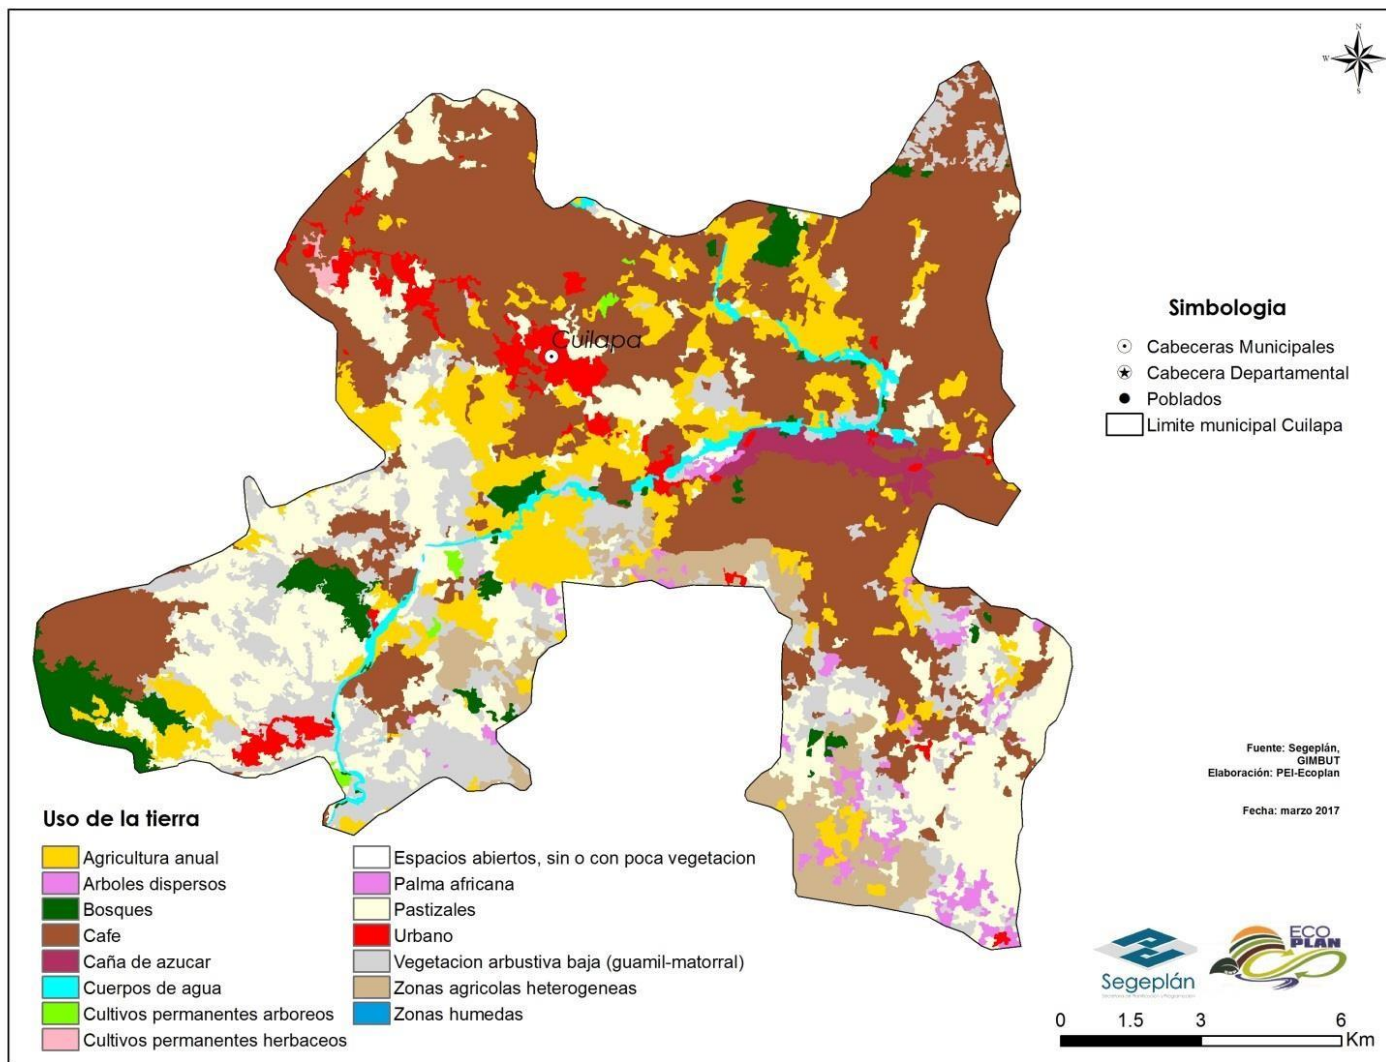 N
W
S
Cuilapa
Simbologia
Cabeceras Municipales
Cabecera Departamental
Poblados
Limite municipal Cuilapa
Fuente: Segeplán,
GIMBUT
Elaboración: PEI-Ecoplan
Fecha: marzo 2017
Uso de la tierra
Agricultura anual
Arboles dispersos
Bosques
Cafe
Caña de azucar
Cuerpos de agua
Cultivos permanentes arboreos
Cultivos permanentes herbaceos
Espacios abiertos, sin o con poca vegetacion
Palma africana
Pastizales
Urbano
Vegetacion arbustiva baja (guamil-matorral)
Zonas agricolas heterogeneas
Zonas humedas
Segeplán
ECO
PLAN
0 1.5 3 6
Km